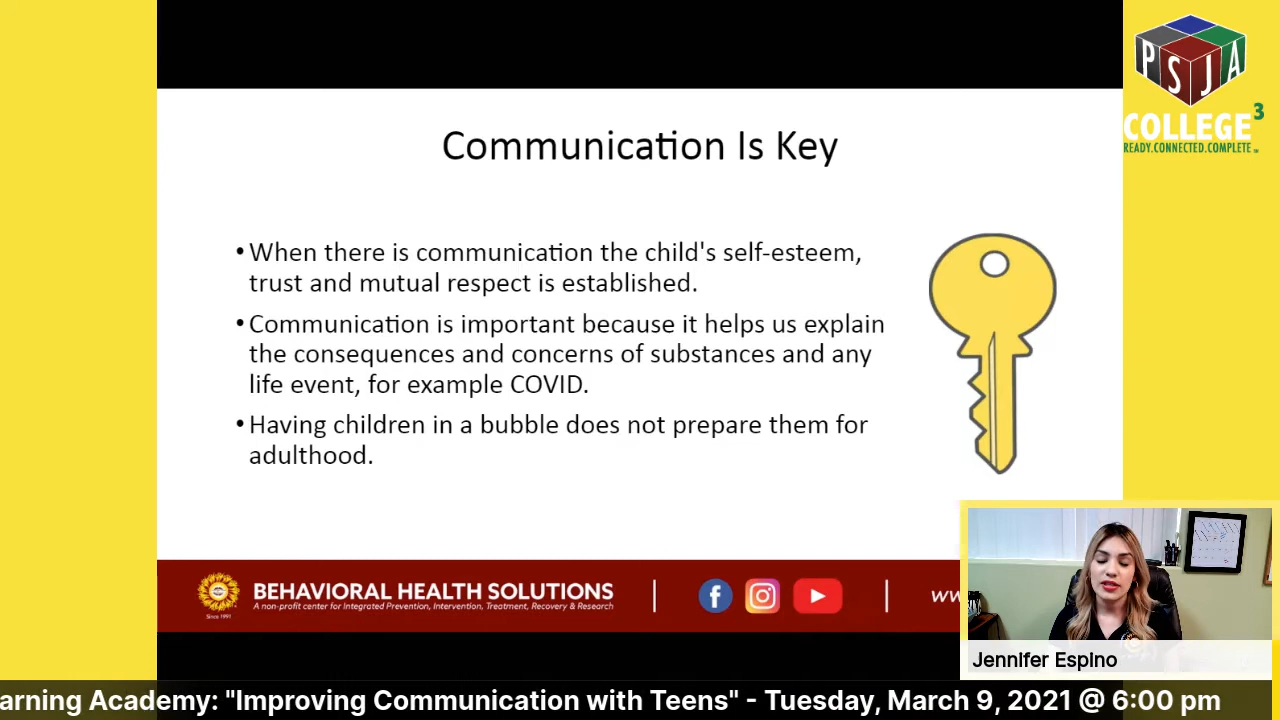 Communication Is Key
• When there is communication the child's self-esteem,
trust and mutual respect is established.
• Communication is important because it helps us explain
the consequences and concerns of substances and any
life event, for example COVID.
• Having children in a bubble does not prepare them for
adulthood.
PSJA
COLLEGE³
READY.CONNECTED.COMPLETE
BEHAVIORAL HEALTH SOLUTIONS
A non-profit center for Integrated Prevention, Intervention, Treatment, Recovery & Research
Since 1991
Jennifer Espino
arning Academy: "Improving Communication with Teens" - Tuesday, March 9, 2021 @ 6:00 pm